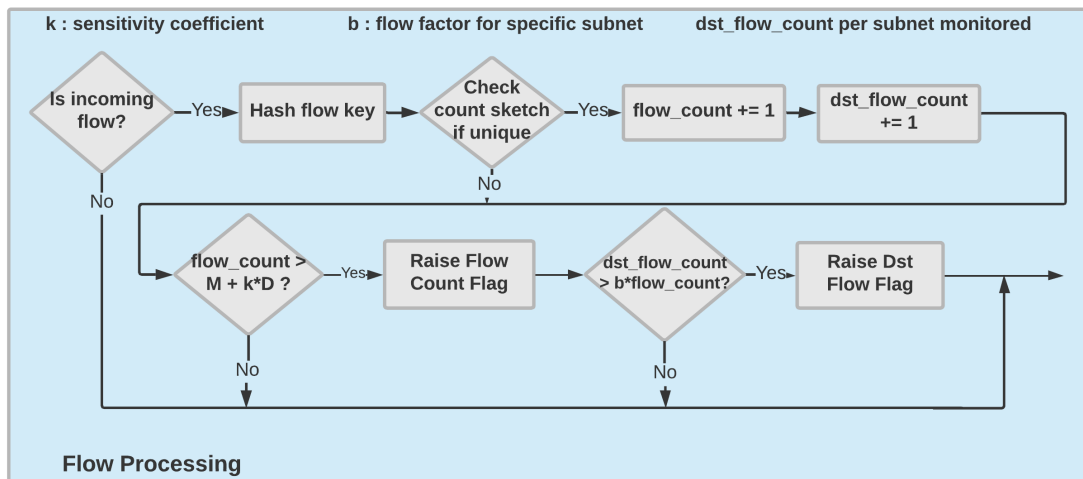 k : sensitivity coefficient
b : flow factor for specific subnet
dst_flow_count per subnet monitored
Is incoming
flow?
Yes
Hash flow key
Check
count sketch
if unique
Yes
flow_count += 1
dst_flow_count
+= 1
No
No
flow_count >
M + k*D ?
Yes
Raise Flow
Count Flag
dst_flow_count
> b*flow_count?
Yes
Raise Dst
Flow Flag
No
No
Flow Processing